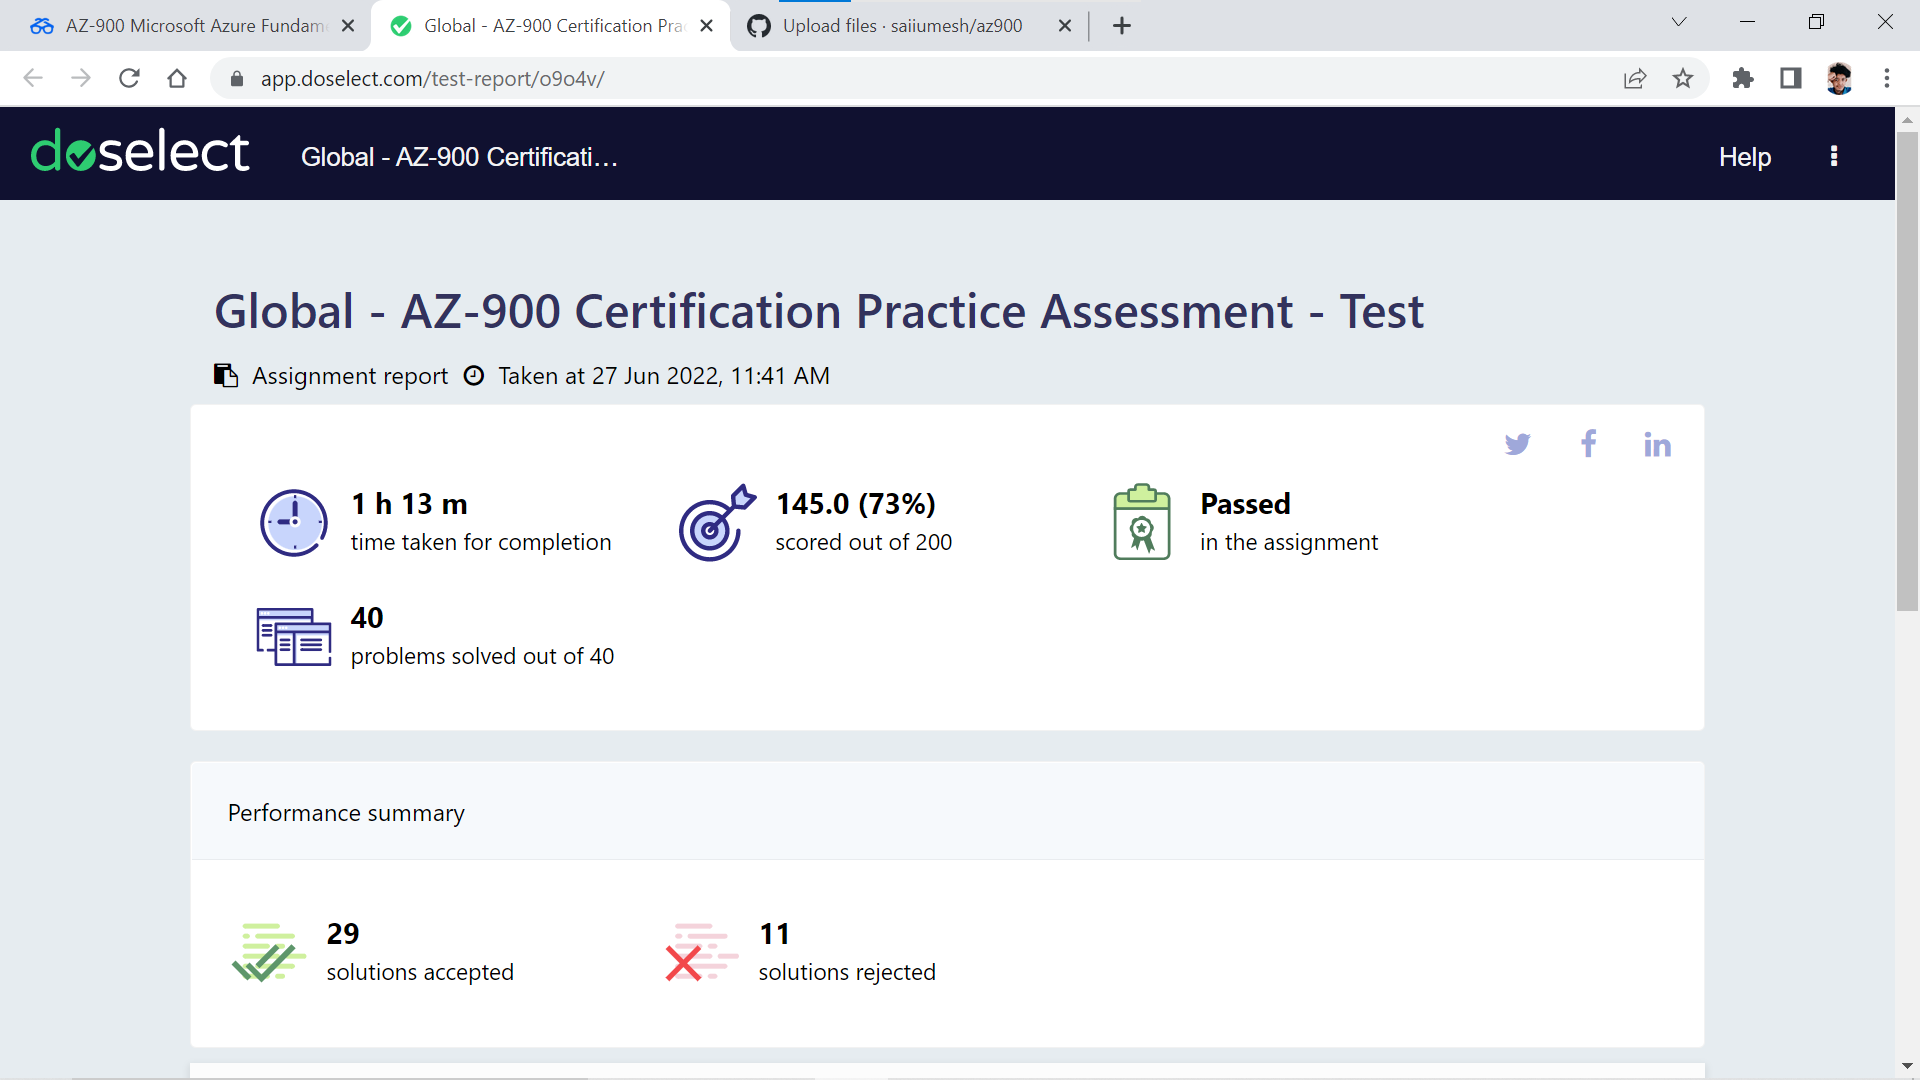 AZ-900 Microsoft Azure Fundam
Global - AZ-900 Certification Prac
Upload files · saiiumesh/az900
app.doselect.com/test-report/o9o4v/
doselect
Global - AZ-900 Certificati...
Help
Global - AZ-900 Certification Practice Assessment - Test
Assignment report Taken at 27 Jun 2022, 11:41 AM
1 h 13 m
time taken for completion
145.0 (73%)
scored out of 200
Passed
in the assignment
40
problems solved out of 40
Performance summary
29
solutions accepted
11
solutions rejected